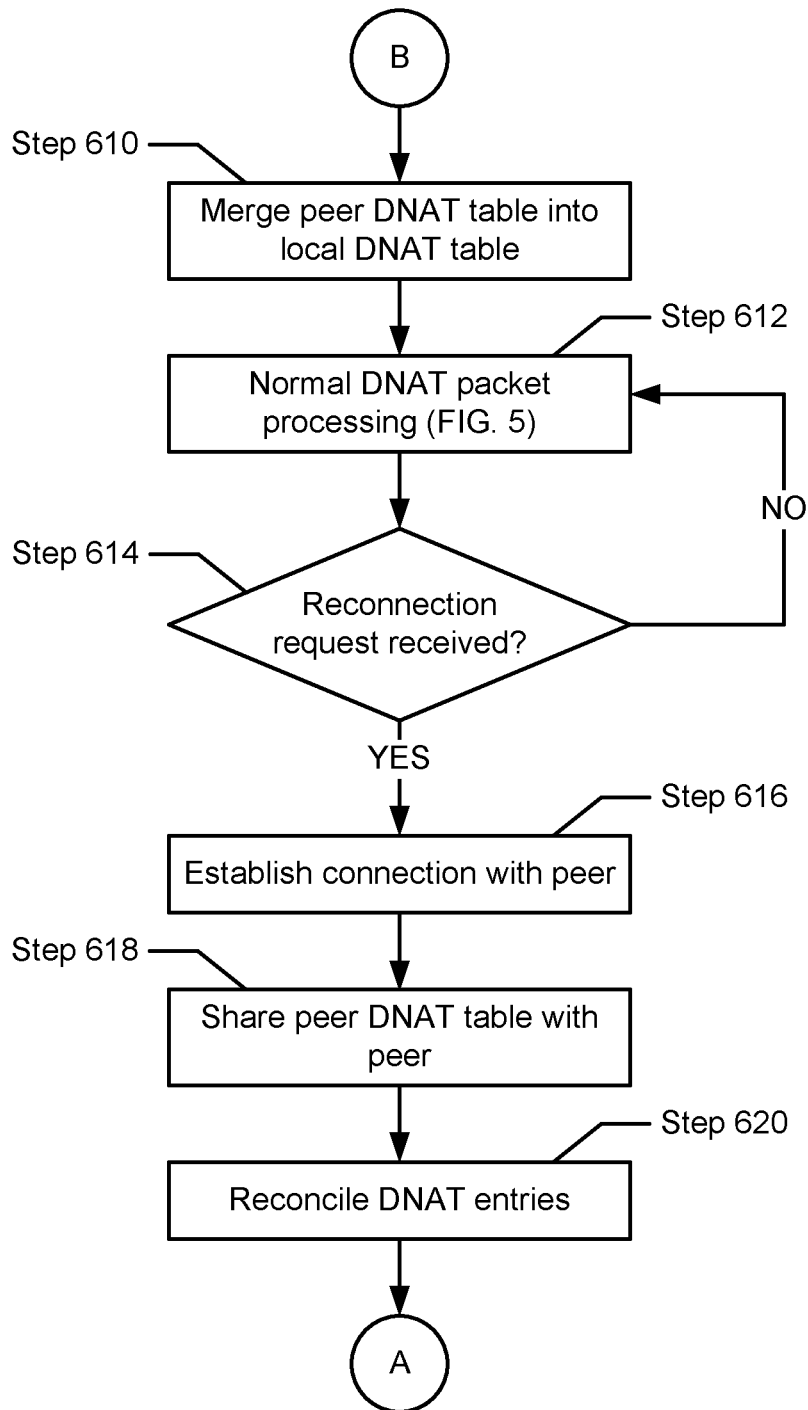 B
Step 610
Merge peer DNAT table into
local DNAT table
Step 612
Normal DNAT packet
processing (FIG. 5)
NO
Step 614
Reconnection
request received?
YES
Step 616
Establish connection with peer
Step 618
Share peer DNAT table with
peer
Step 620
Reconcile DNAT entries
A